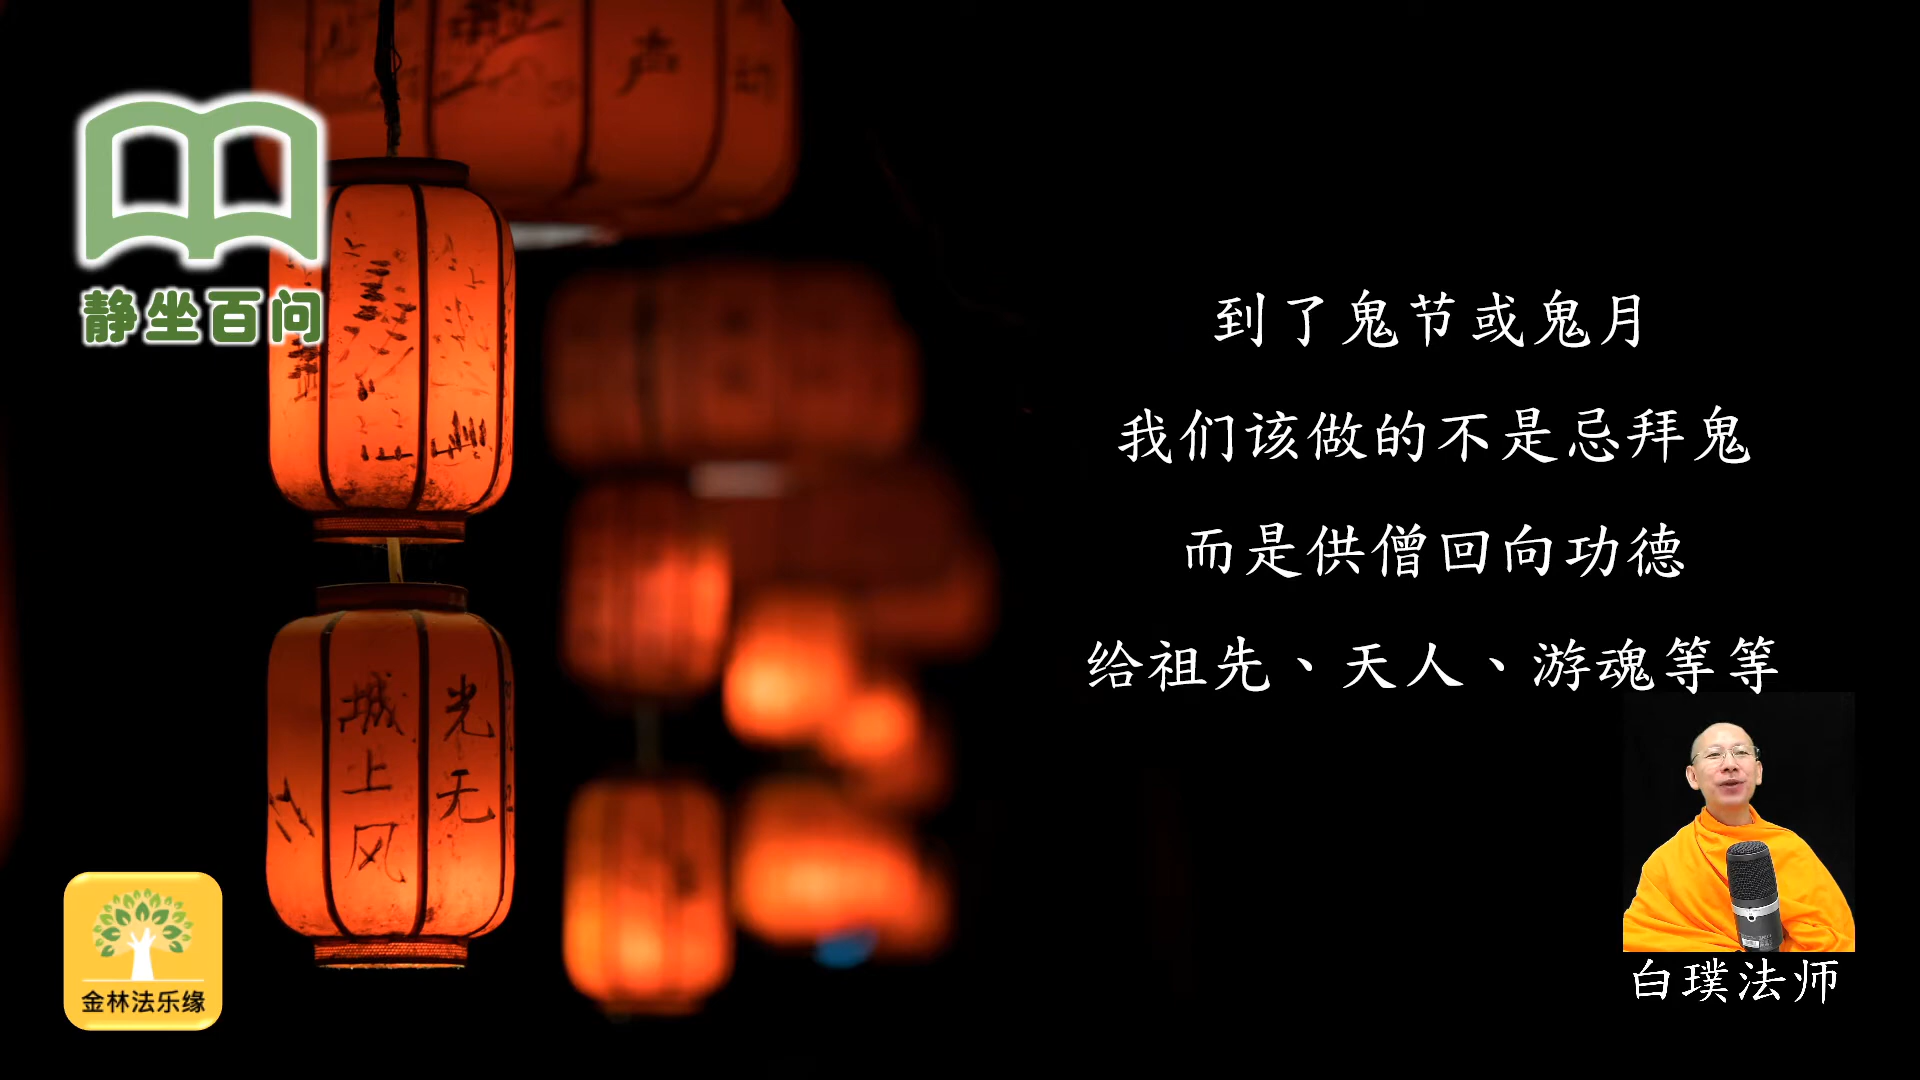 声
静坐百问
到了鬼节或鬼月
我们该做的不是忌拜鬼
而是供僧回向功德
给祖先、天人、游魂等等
城上风
光无
金林法乐缘
白璞法师